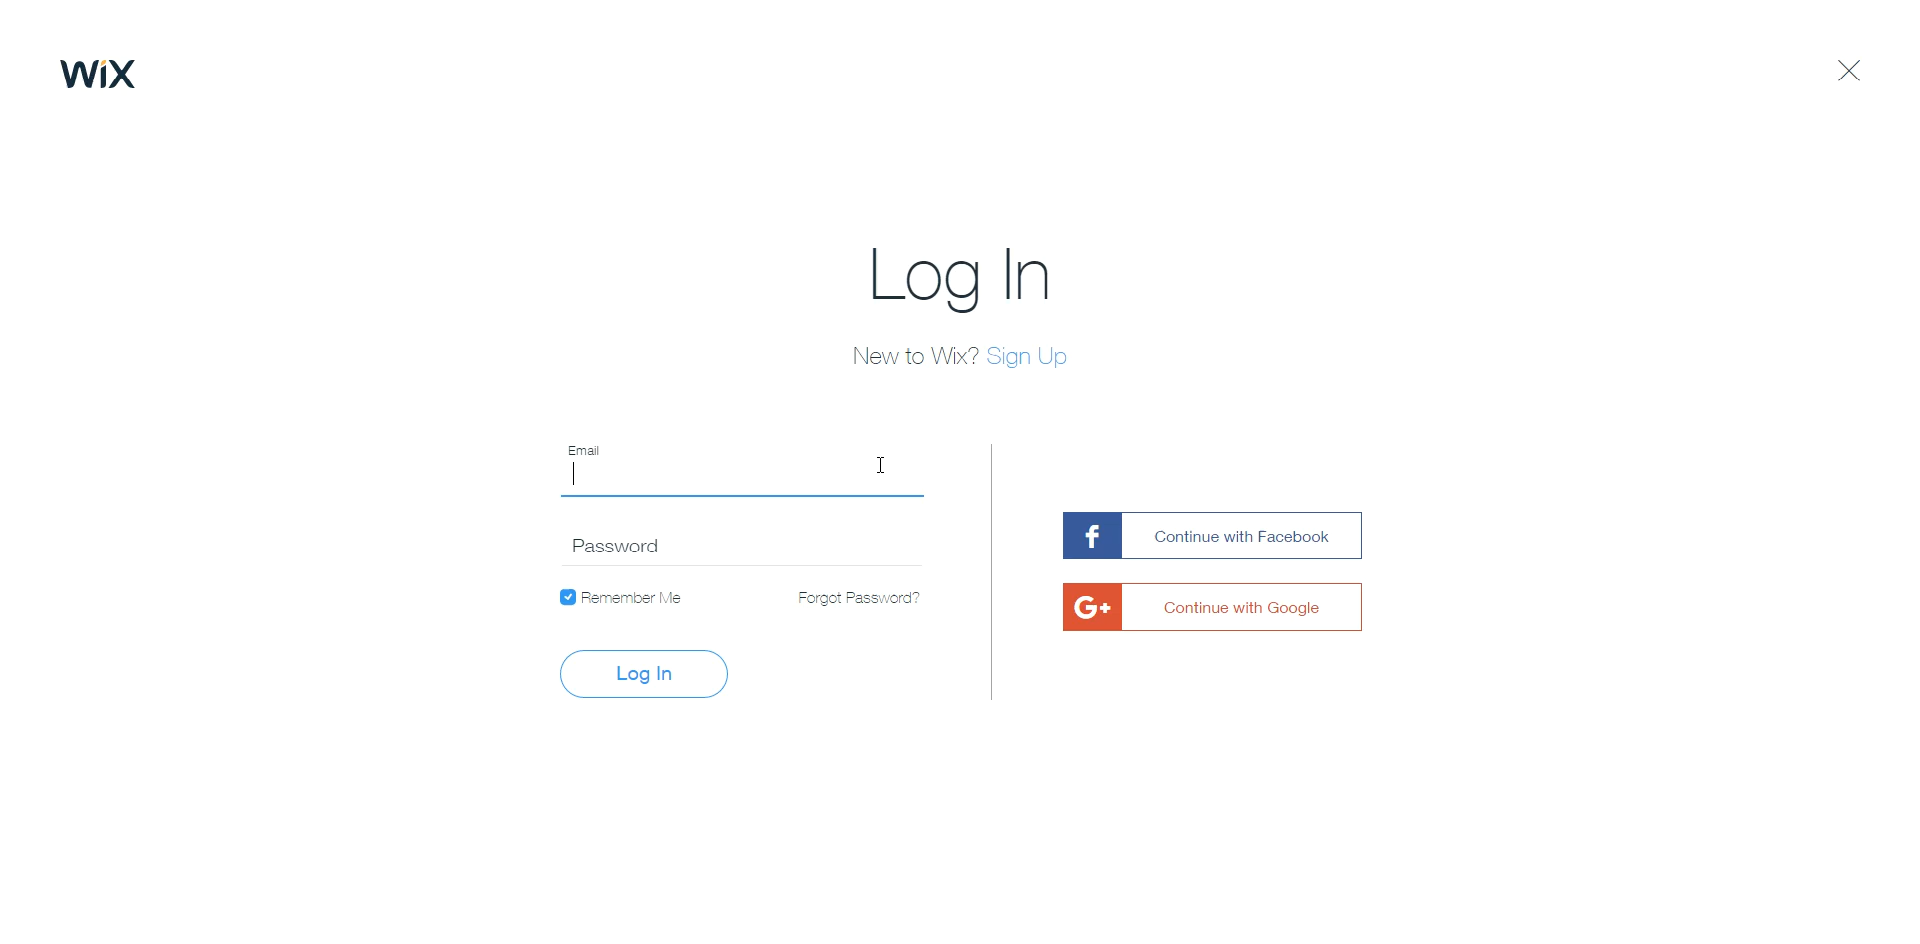 WiX
Log In
New to Wix? Sign Up
Email
Password
Remember Me
Forgot Password?
Log In
f
Continue with Facebook
G+
Continue with Google